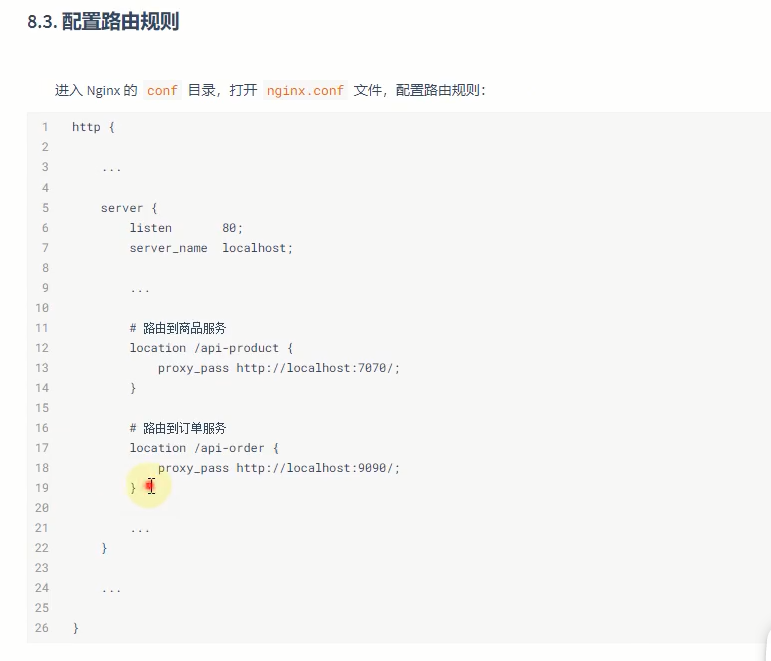 8.3. 配置路由规则
进入 Nginx 的 conf 目录，打开 nginx.conf 文件，配置路由规则：
1 http {
2
3 ...
4
5 server {
6 listen 80;
7 server_name localhost;
8
9 ...
10
11 # 路由到商品服务
12 location /api-product {
13 proxy_pass http://localhost:7070/;
14 }
15
16 # 路由到订单服务
17 location /api-order {
18 proxy_pass http://localhost:9090/;
19 }
20
21 ...
22 }
23
24 ...
25
26 }